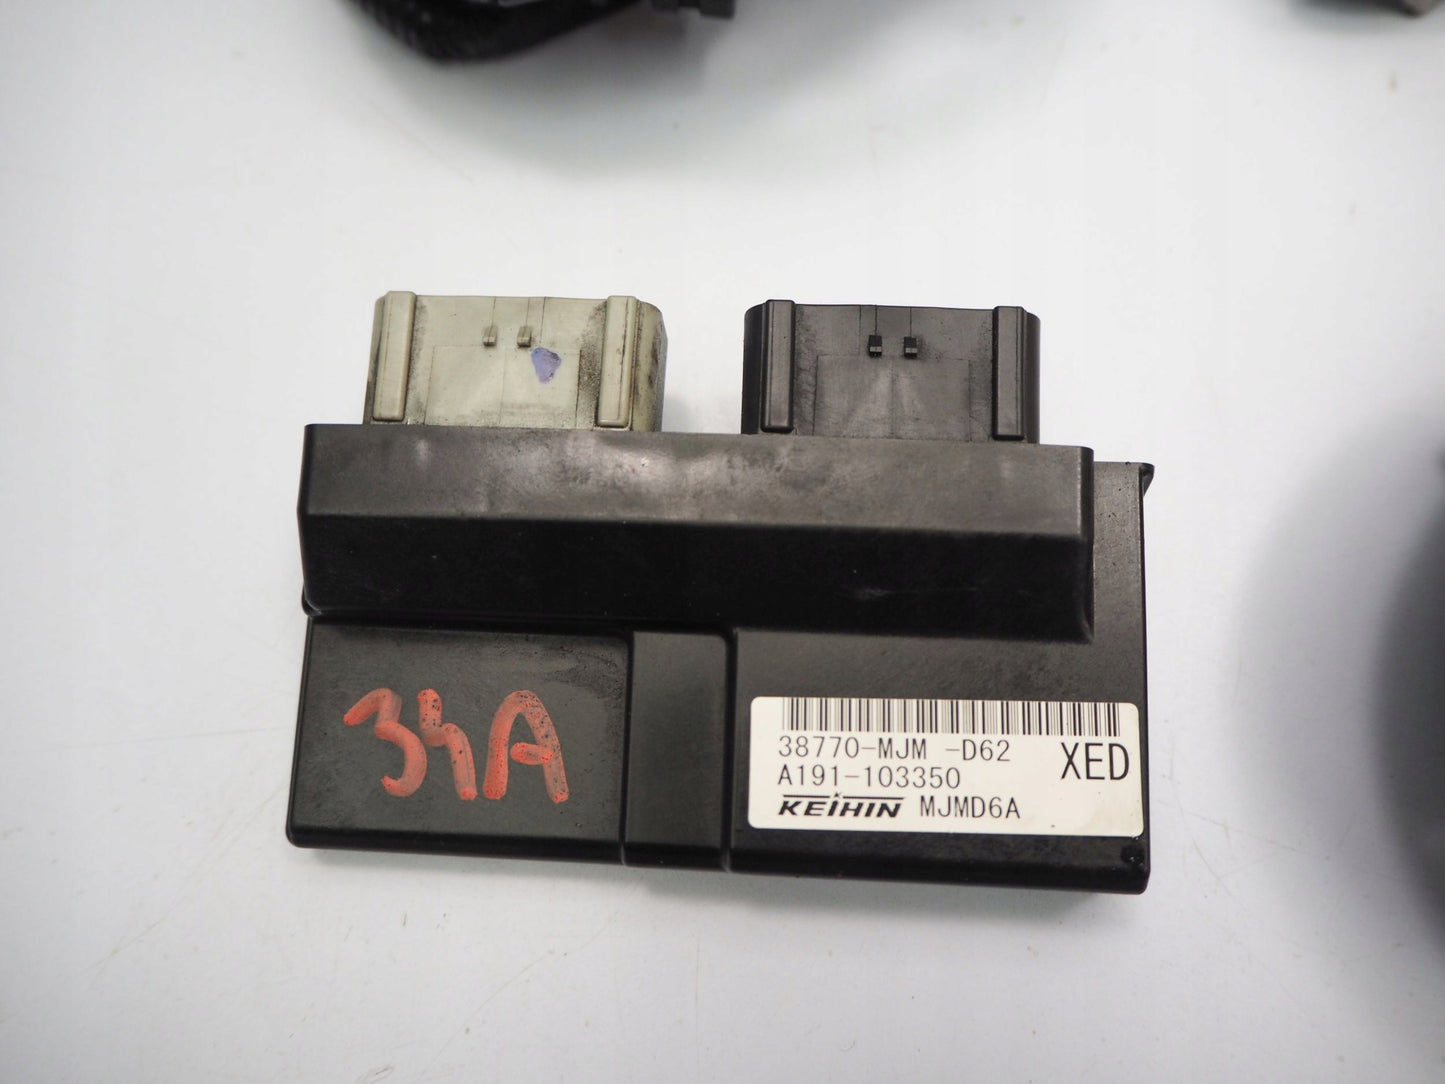 34A
38770-MJM -D62
XED
A191-103350
KEIHIN MJMD6A